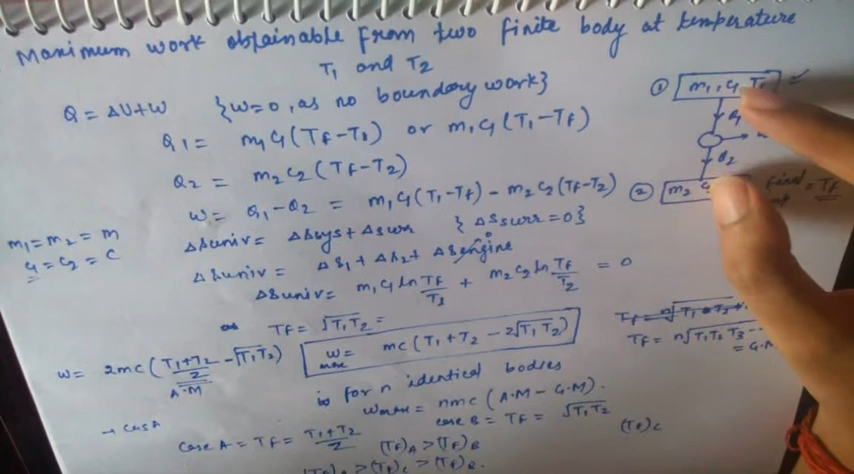 Maximum work obtainable from two finite body at temperature
T1 and T2
Q = ΔU+W {W=0, as no boundary work}
Q1 = m1C1(TF-T1) or m1C1(T1-TF)
Q2 = m2C2(TF-T2)
W = Q1-Q2 = m1C1(T1-TF) - m2C2(TF-T2)
m1=m2=m
C1=C2=C
ΔSuniv = ΔSsys + ΔSsurr {ΔSsurr=0}
ΔSuniv = ΔS1 + ΔS2 + ΔSengine 0
ΔSuniv = m1C1 ln TF/T1 + m2C2 ln TF/T2 = 0
TF = √T1T2 =
W = 2mc(T1+T2/2 - √T1T2)
A.M
W max = mc(T1+T2-2√T1T2)
for n identical bodies
Wmax = nmc(A.M - G.M).
→ Case A
Case A = TF = T1+T2/2
Case B = TF = √T1T2
(TF)A > (TF)B
(TF)C
> (TF)C > (TF)B.
① m1, C1, T1 ✓
Q1
Q2
② m2
final = TF
TF = n√T1T2T3--
= G.M